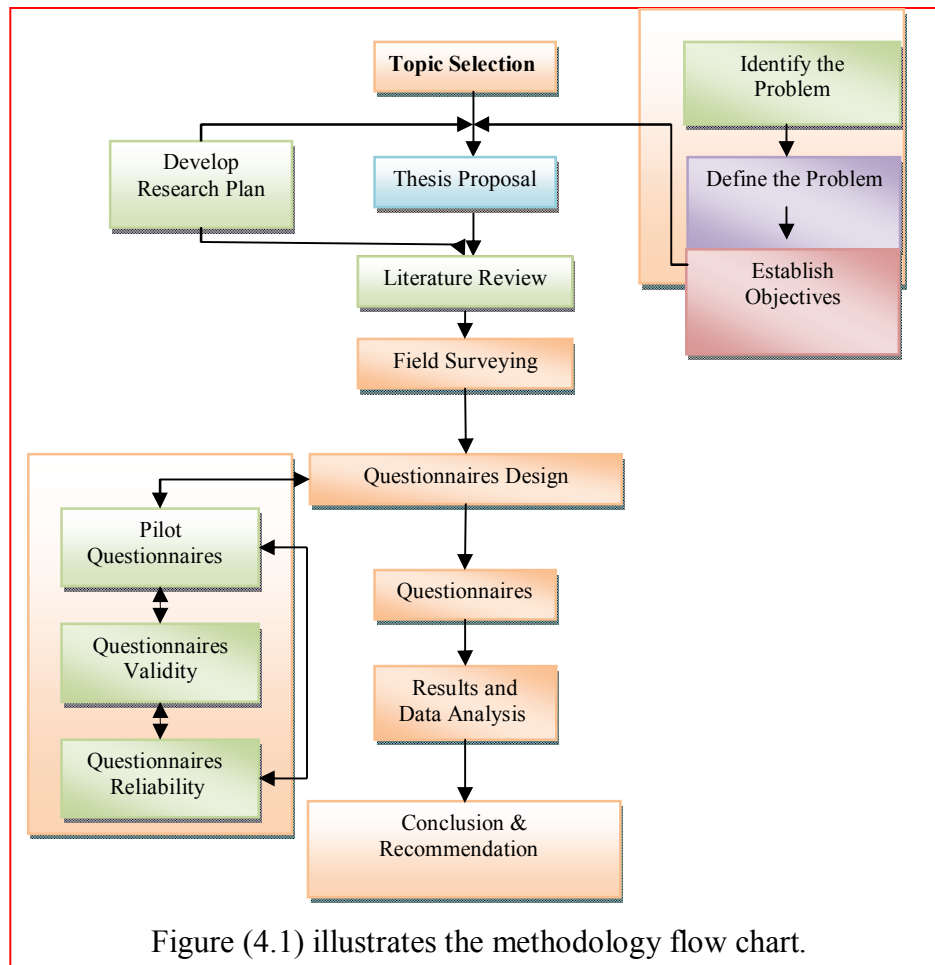 Topic Selection
Identify the
Problem
Develop
Research Plan
Thesis Proposal
Define the Problem
Literature Review
Establish
Objectives
Field Surveying
Questionnaires Design
Pilot
Questionnaires
Questionnaires
Questionnaires
Validity
Results and
Data Analysis
Questionnaires
Reliability
Conclusion &
Recommendation
Figure (4.1) illustrates the methodology flow chart.